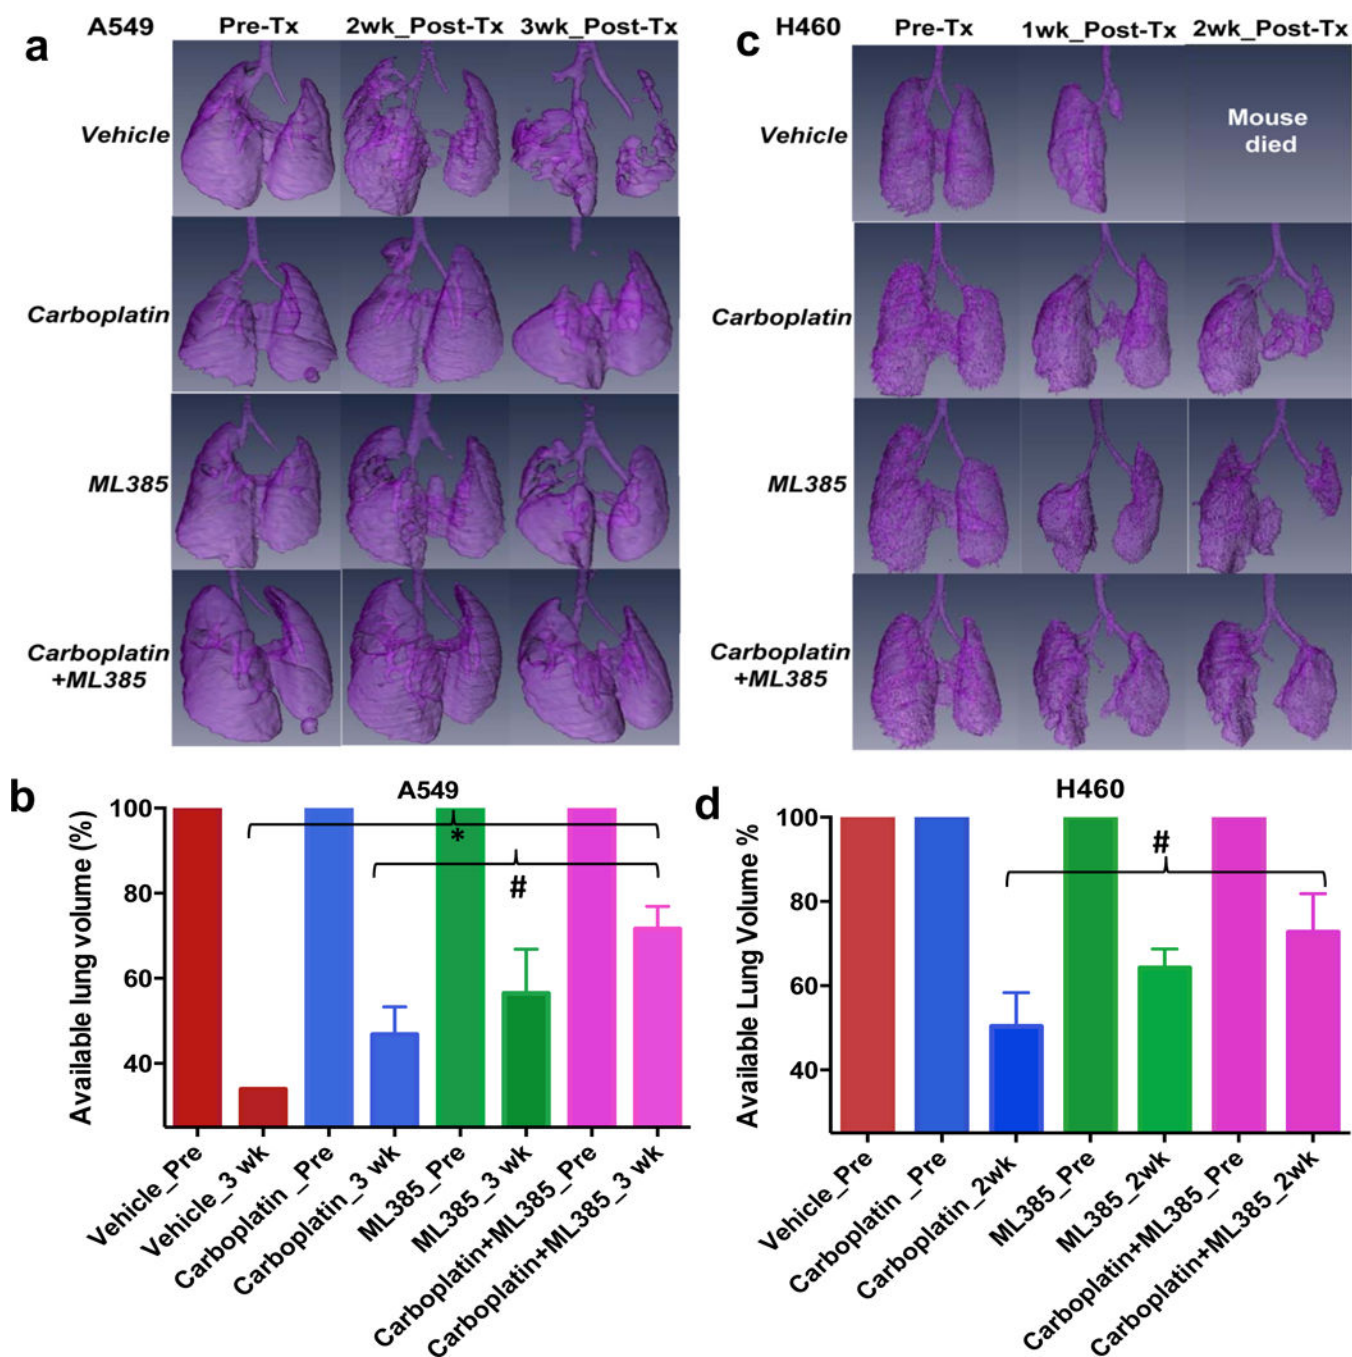 a A549 Pre-Tx 2wk_Post-Tx 3wk_Post-Tx
Vehicle
Carboplatin
ML385
Carboplatin
+ML385
c H460 Pre-Tx 1wk_Post-Tx 2wk_Post-Tx
Vehicle
Mouse
died
Carboplatin
ML385
Carboplatin
+ML385
b A549
Available lung volume (%)
100
80
60
40
*
#
Vehicle_Pre
Vehicle_3 wk
Carboplatin _Pre
Carboplatin_3 wk
ML385_Pre
ML385_3 wk
Carboplatin+ML385_Pre
Carboplatin+ML385_3 wk
d H460
Available Lung Volume %
100
80
60
40
#
Vehicle_Pre
Carboplatin _Pre
Carboplatin_2wk
ML385_Pre
ML385_2wk
Carboplatin+ML385_Pre
Carboplatin+ML385_2wk